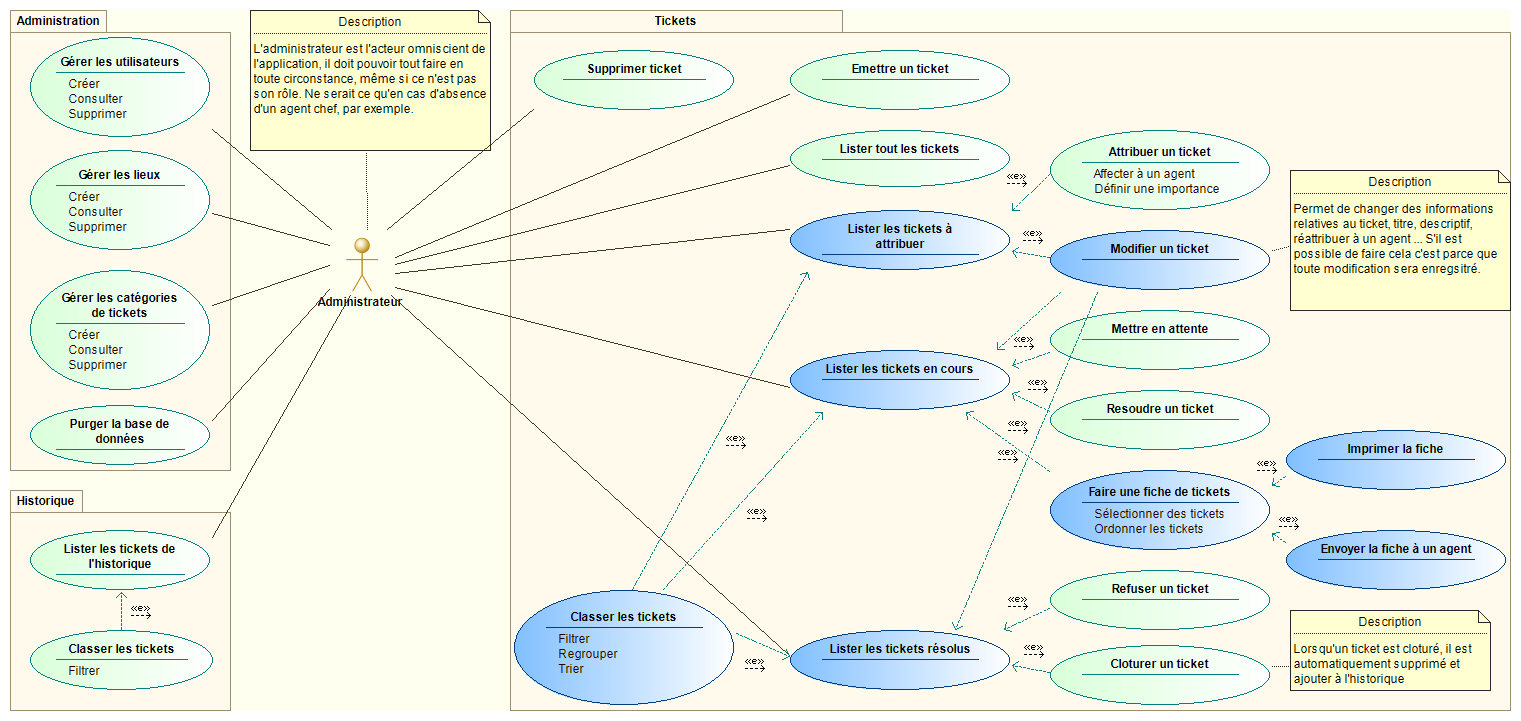 Administration
Gérer les utilisateurs
Créer
Consulter
Supprimer
Gérer les lieux
Créer
Consulter
Supprimer
Gérer les catégories
de tickets
Créer
Consulter
Supprimer
Purger la base de
données
Historique
Lister les tickets de
l'historique
«e»
Classer les tickets
Filtrer
Description
L'administrateur est l'acteur omniscient de
l'application, il doit pouvoir tout faire en
toute circonstance, même si ce n'est pas
son rôle. Ne serait ce qu'en cas d'absence
d'un agent chef, par exemple.
Administrateur
Tickets
Supprimer ticket
Emettre un ticket
Lister tout les tickets
Lister les tickets à
attribuer
Lister les tickets en cours
Lister les tickets résolus
Classer les tickets
Filtrer
Regrouper
Trier
«e»
«e»
«e»
Attribuer un ticket
Affecter à un agent
Définir une importance
«e»
Modifier un ticket
«e»
«e»
«e»
Mettre en attente
«e»
Resoudre un ticket
«e»
Faire une fiche de tickets
Sélectionner des tickets
Ordonner les tickets
Imprimer la fiche
«e»
Envoyer la fiche à un agent
«e»
Refuser un ticket
«e»
Cloturer un ticket
«e»
Description
Permet de changer des informations
relatives au ticket, titre, descriptif,
réattribuer à un agent ... S'il est
possible de faire cela c'est parce que
toute modification sera enregsitré.
Description
Lorsqu'un ticket est cloturé, il est
automatiquement supprimé et
ajouter à l'historique